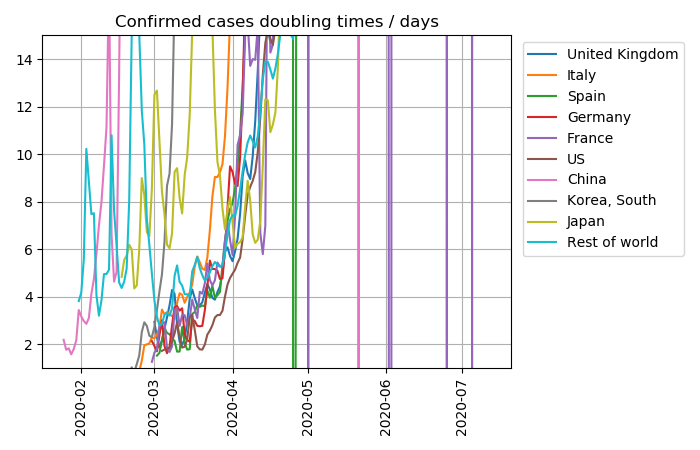 Confirmed cases doubling times / days
14
12
10
8
6
4
2
2020-02
2020-03
2020-04
2020-05
2020-06
2020-07
United Kingdom
Italy
Spain
Germany
France
US
China
Korea, South
Japan
Rest of world